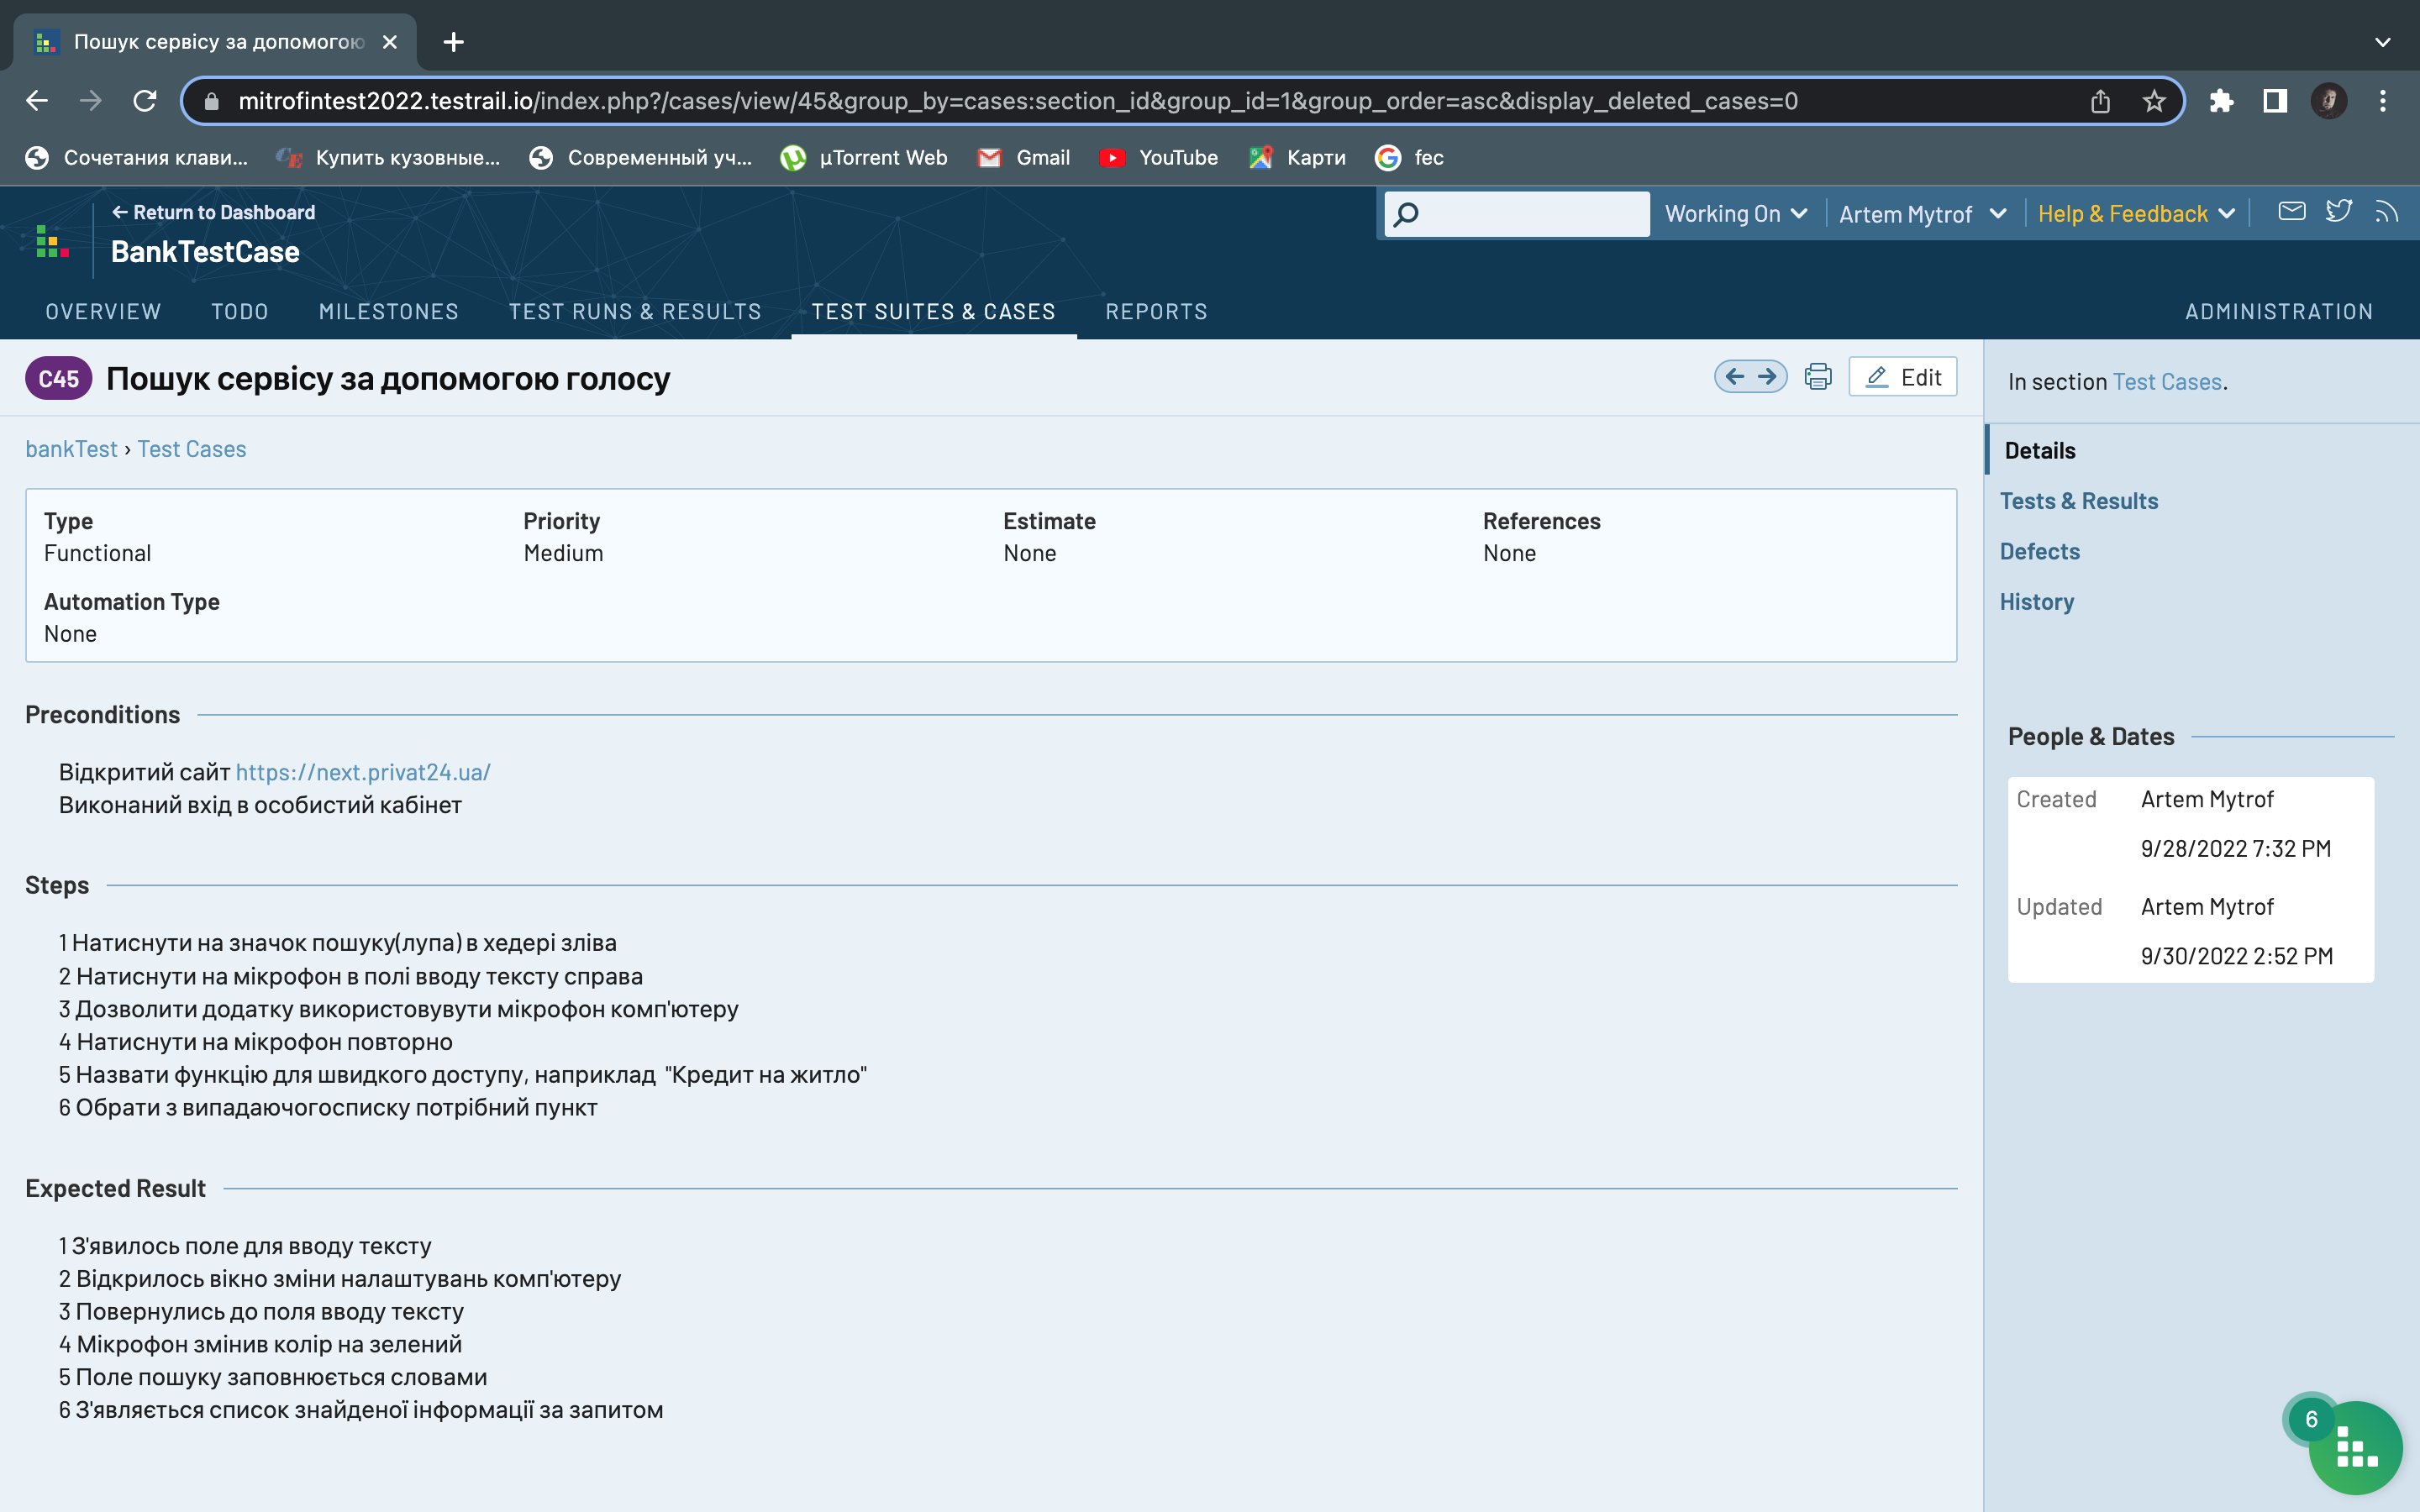 Пошук сервісу за допомогою
mitrofintest2022.testrail.io/index.php?/cases/view/45&group_by=cases:section_id&group_id=1&group_order=asc&display_deleted_cases=0
Сочетания клави... CE Купить кузовные... Современный уч... µTorrent Web Gmail YouTube Карти fec
← Return to Dashboard
BankTestCase
Working On Artem Mytrof Help & Feedback
OVERVIEW TODO MILESTONES TEST RUNS & RESULTS TEST SUITES & CASES REPORTS ADMINISTRATION
C45 Пошук сервісу за допомогою голосу
Edit
In section Test Cases.
bankTest › Test Cases
Details
Tests & Results
Defects
History
Type
Functional
Priority
Medium
Estimate
None
References
None
Automation Type
None
Preconditions
Відкритий сайт https://next.privat24.ua/
Виконаний вхід в особистий кабінет
People & Dates
Created Artem Mytrof
9/28/2022 7:32 PM
Updated Artem Mytrof
9/30/2022 2:52 PM
Steps
1 Натиснути на значок пошуку(лупа) в хедері зліва
2 Натиснути на мікрофон в полі вводу тексту справа
3 Дозволити додатку використовувути мікрофон комп'ютеру
4 Натиснути на мікрофон повторно
5 Назвати функцію для швидкого доступу, наприклад "Кредит на житло"
6 Обрати з випадаючогосписку потрібний пункт
Expected Result
1 З'явилось поле для вводу тексту
2 Відкрилось вікно зміни налаштувань комп'ютеру
3 Повернулись до поля вводу тексту
4 Мікрофон змінив колір на зелений
5 Поле пошуку заповнюється словами
6 З'являється список знайденої інформації за запитом
6